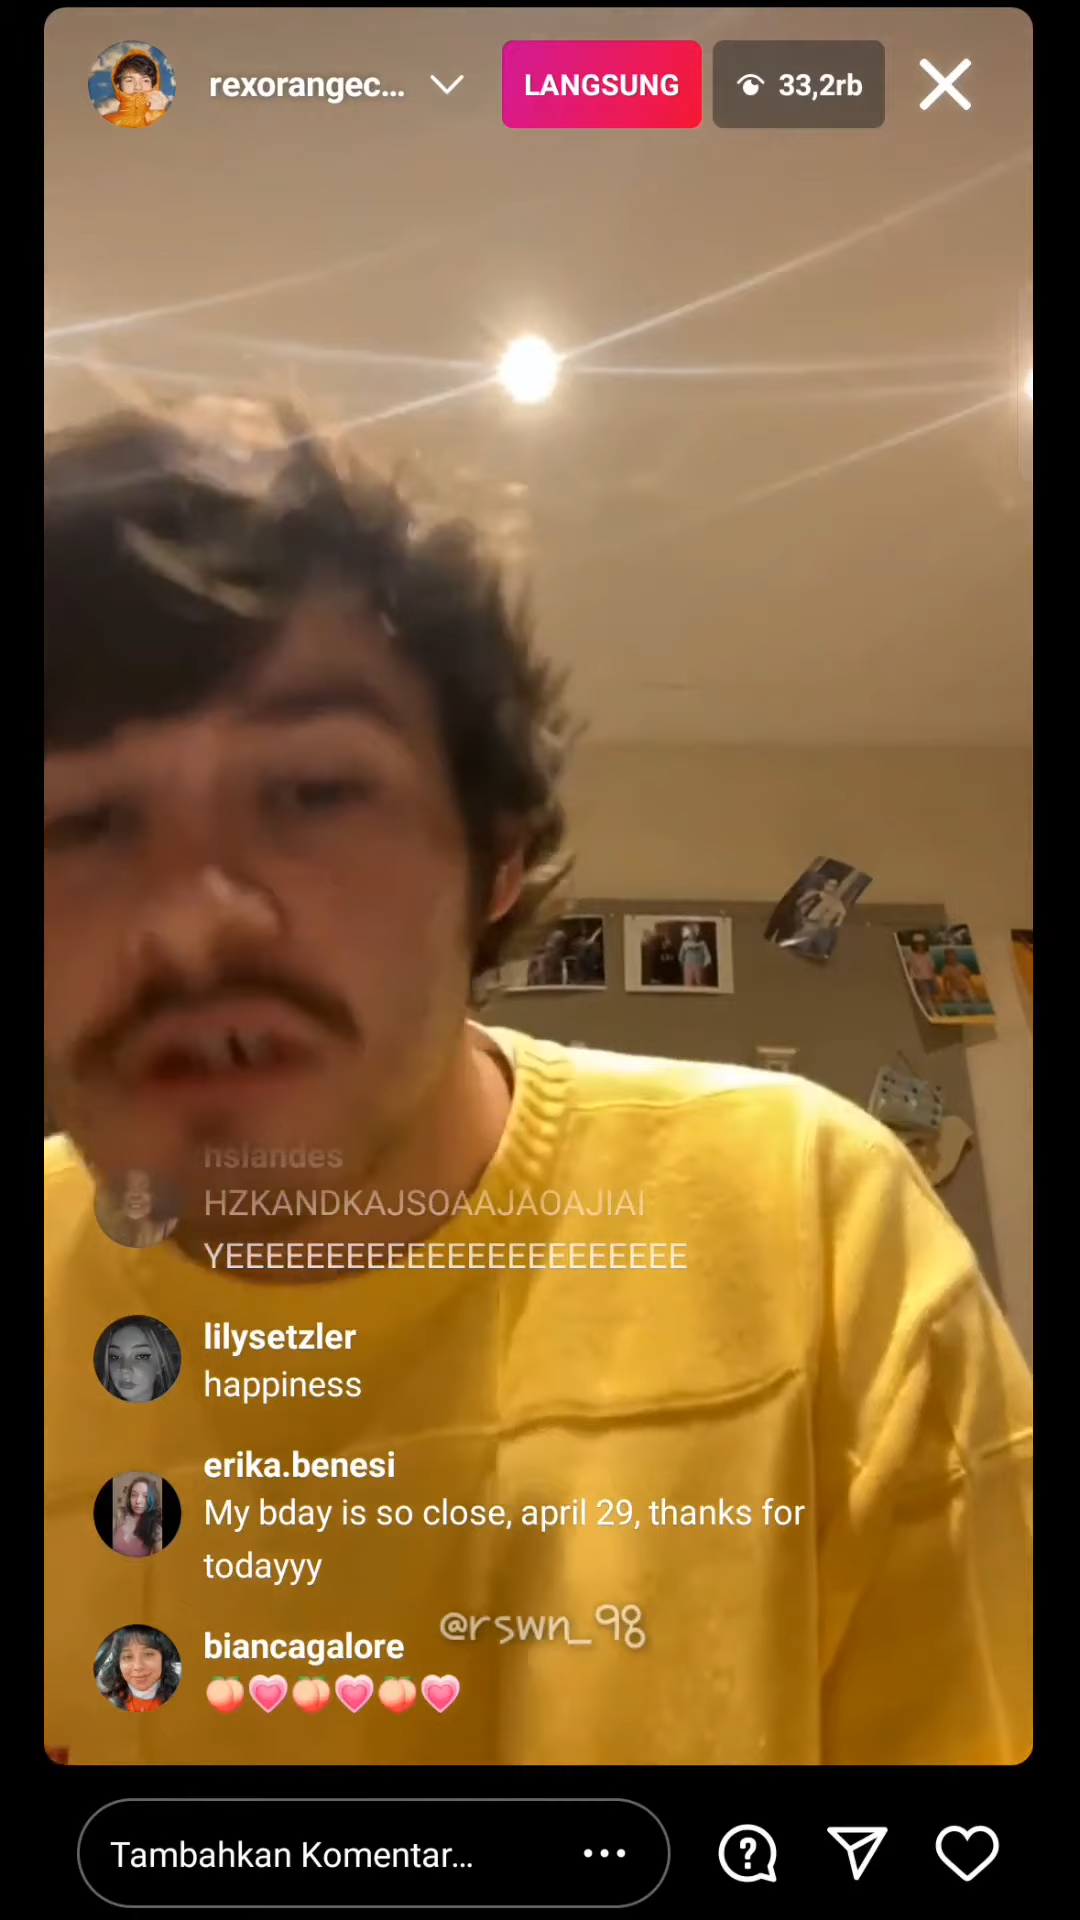 rexorangec...
LANGSUNG
33,2rb
hslandes
HZKANDKAJSOAAJAOAJIAI
YEEEEEEEEEEEEEEEEEEEEEEE
lilysetzler
happiness
erika.benesi
My bday is so close, april 29, thanks for
todayyy
@rswn_98
biancagalore
🍑💗🍑💗🍑💗
Tambahkan Komentar...